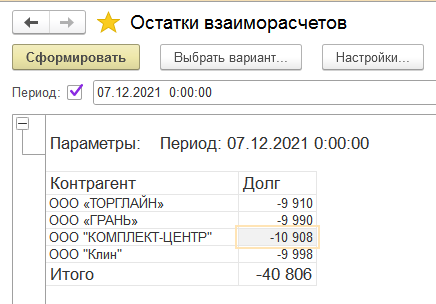 Остатки взаиморасчетов
Сформировать Выбрать вариант... Настройки...
Период: 07.12.2021 0:00:00
Параметры: Период: 07.12.2021 0:00:00
Контрагент Долг
ООО «ТОРГЛАЙН» -9 910
ООО «ГРАНЬ» -9 990
ООО "КОМПЛЕКТ-ЦЕНТР" -10 908
ООО "Клин" -9 998
Итого -40 806